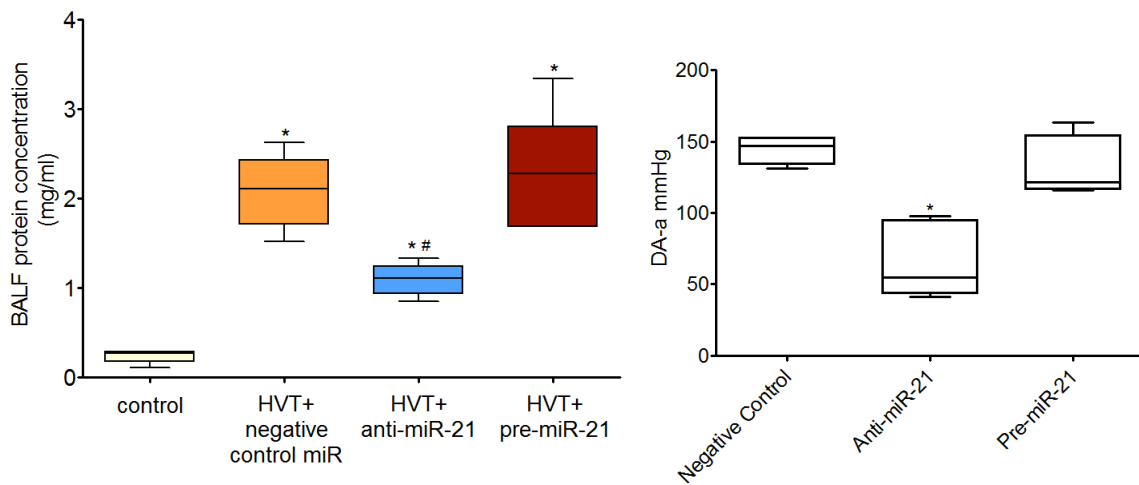 4
3
2
1
0
BALF protein concentration
(mg/ml)
*
* #
*
control
HVT+
negative
control miR
HVT+
anti-miR-21
HVT+
pre-miR-21
200
150
100
50
0
DA-a mmHg
*
Negative Control
Anti-miR-21
Pre-miR-21